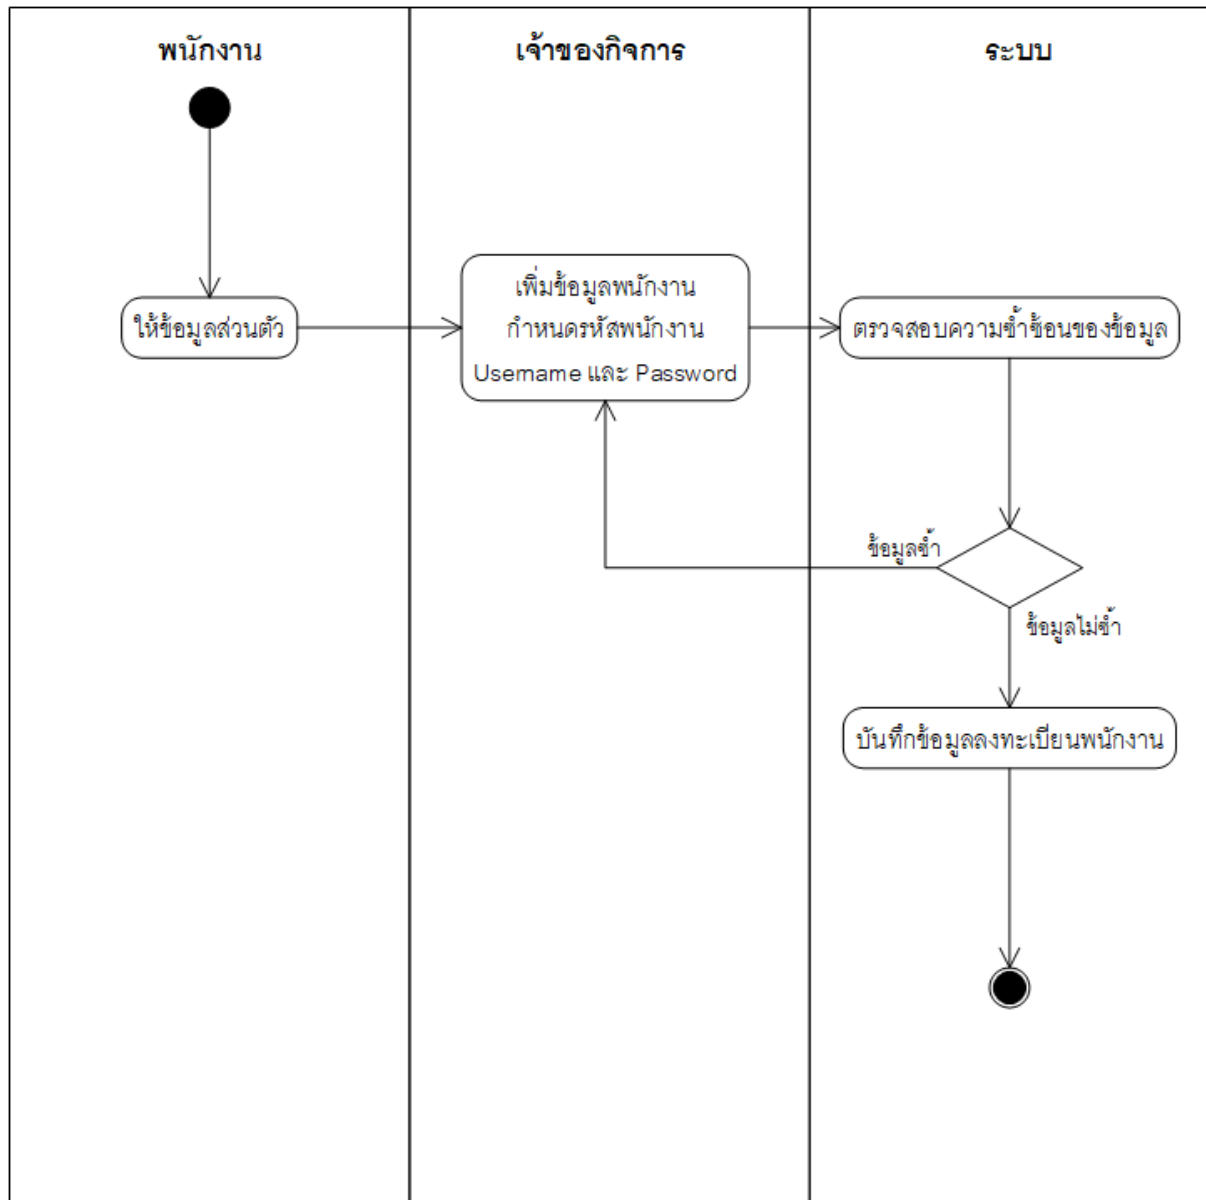 พนักงาน
เจ้าของกิจการ
ระบบ
ให้ข้อมูลส่วนตัว
เพิ่มข้อมูลพนักงาน
กำหนดรหัสพนักงาน
Username และ Password
ตรวจสอบความซ้ำซ้อนของข้อมูล
ข้อมูลซ้ำ
ข้อมูลไม่ซ้ำ
บันทึกข้อมูลลงทะเบียนพนักงาน